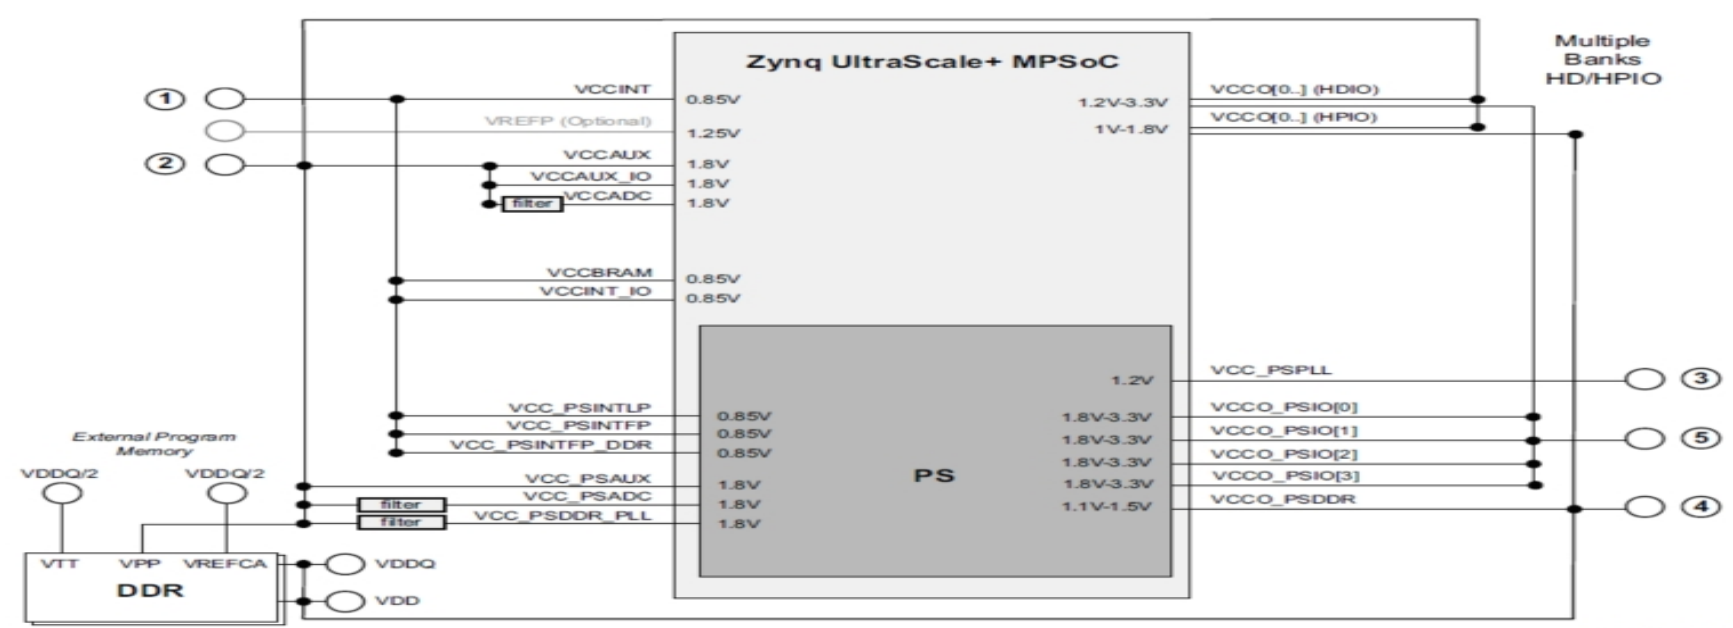 Zynq UltraScale+ MPSoC
Multiple
Banks
HD/HPIO
1
VCCINT
0.85V
VREFP (Optional)
1.25V
2
VCCAUX
1.8V
VCCAUX_IO
1.8V
filter
VCCADC
1.8V
VCCBRAM
0.85V
VCCINT_IO
0.85V
1.2V-3.3V
VCCO[0..] (HDIO)
1V-1.8V
VCCO[0..] (HPIO)
PS
VCC_PSINTLP
0.85V
VCC_PSINTFP
0.85V
VCC_PSINTFP_DDR
0.85V
VCC_PSAUX
1.8V
filter
VCC_PSADC
1.8V
filter
VCC_PSDDR_PLL
1.8V
1.2V
VCC_PSPLL
3
1.8V-3.3V
VCCO_PSIO[0]
1.8V-3.3V
VCCO_PSIO[1]
5
1.8V-3.3V
VCCO_PSIO[2]
1.8V-3.3V
VCCO_PSIO[3]
1.1V-1.5V
VCCO_PSDDR
4
External Program
Memory
VDDQ/2
VDDQ/2
VTT
VPP
VREFCA
DDR
VDDQ
VDD